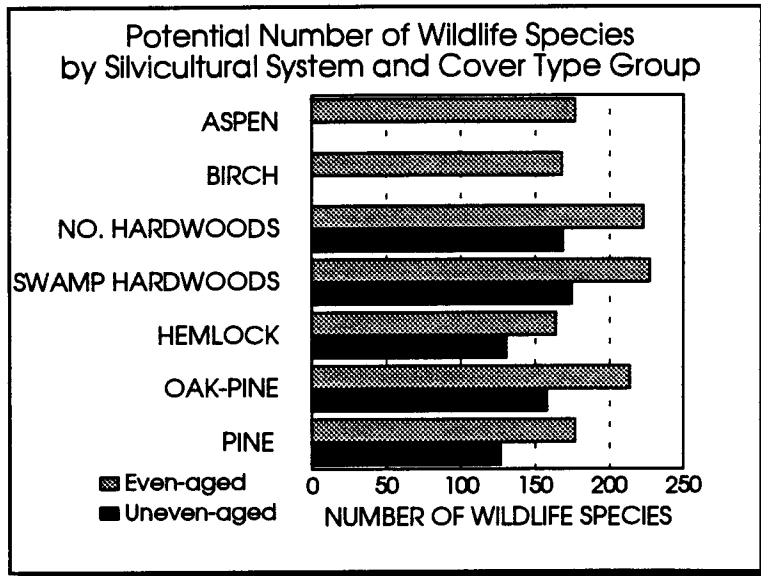 Potential Number of Wildlife Species
by Silvicultural System and Cover Type Group
ASPEN
BIRCH
NO. HARDWOODS
SWAMP HARDWOODS
HEMLOCK
OAK-PINE
PINE
Even-aged
Uneven-aged
0 50 100 150 200 250
NUMBER OF WILDLIFE SPECIES